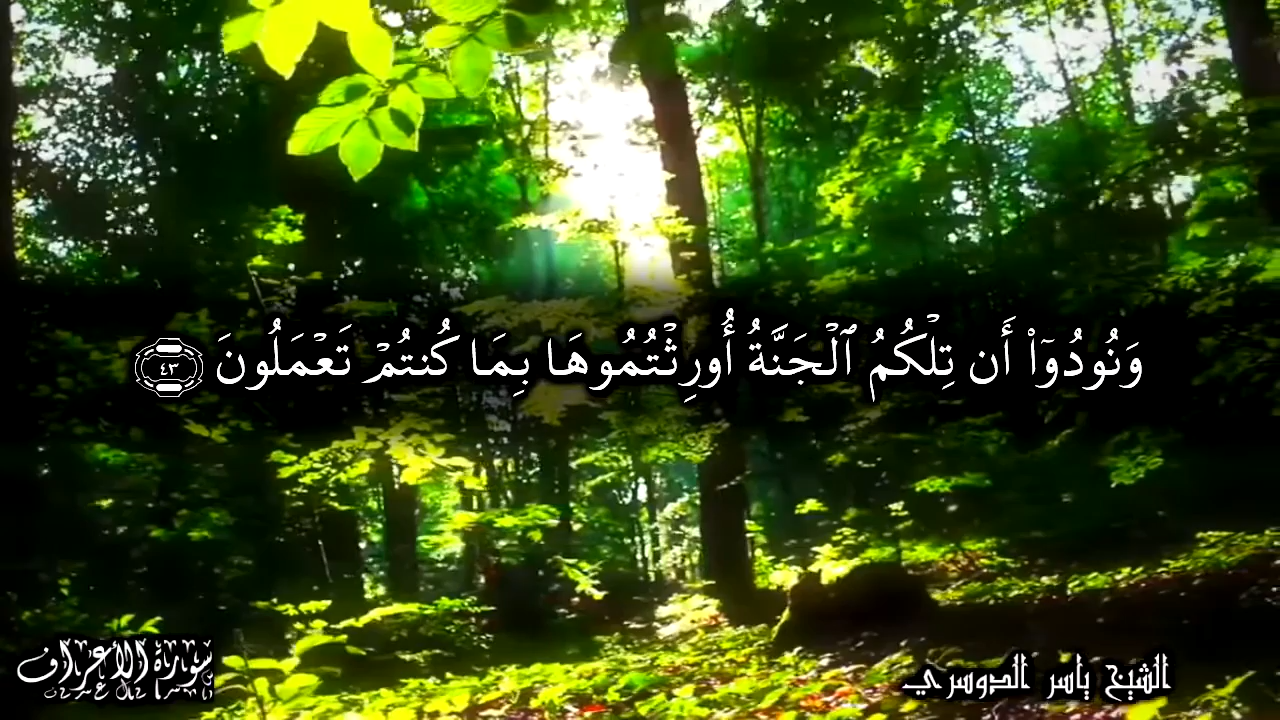 وَنُودُوٓا۟ أَن تِلْكُمُ ٱلْجَنَّةُ أُورِثْتُمُوهَا بِمَا كُنتُمْ تَعْمَلُونَ ٤٣
سورة الأعراف
الشيخ ياسر الدوسري